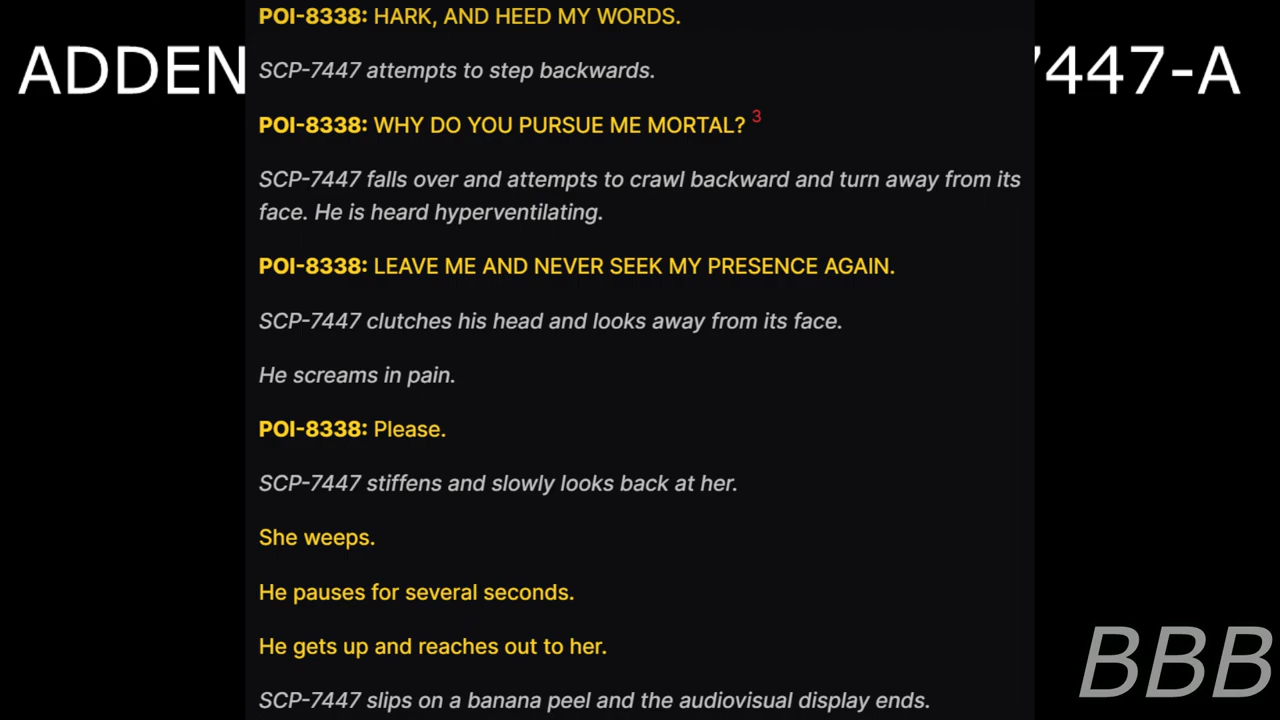 POI-8338: HARK, AND HEED MY WORDS.
ADDEN
7447-A
SCP-7447 attempts to step backwards.
POI-8338: WHY DO YOU PURSUE ME MORTAL? 3
SCP-7447 falls over and attempts to crawl backward and turn away from its
face. He is heard hyperventilating.
POI-8338: LEAVE ME AND NEVER SEEK MY PRESENCE AGAIN.
SCP-7447 clutches his head and looks away from its face.
He screams in pain.
POI-8338: Please.
SCP-7447 stiffens and slowly looks back at her.
She weeps.
He pauses for several seconds.
He gets up and reaches out to her.
SCP-7447 slips on a banana peel and the audiovisual display ends.
BBB